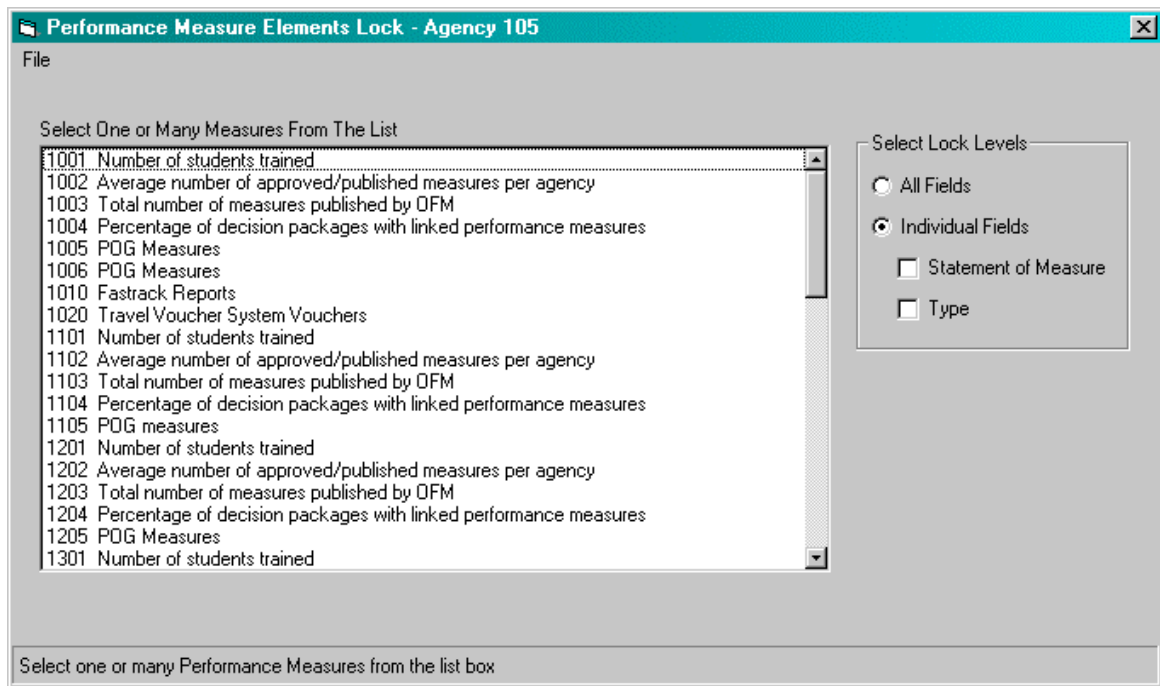 Performance Measure Elements Lock - Agency 105
File
Select One or Many Measures From The List
1001 Number of students trained
1002 Average number of approved/published measures per agency
1003 Total number of measures published by OFM
1004 Percentage of decision packages with linked performance measures
1005 POG Measures
1006 POG Measures
1010 Fastrack Reports
1020 Travel Voucher System Vouchers
1101 Number of students trained
1102 Average number of approved/published measures per agency
1103 Total number of measures published by OFM
1104 Percentage of decision packages with linked performance measures
1105 POG measures
1201 Number of students trained
1202 Average number of approved/published measures per agency
1203 Total number of measures published by OFM
1204 Percentage of decision packages with linked performance measures
1205 POG Measures
1301 Number of students trained
Select Lock Levels
All Fields
Individual Fields
Statement of Measure
Type
Select one or many Performance Measures from the list box